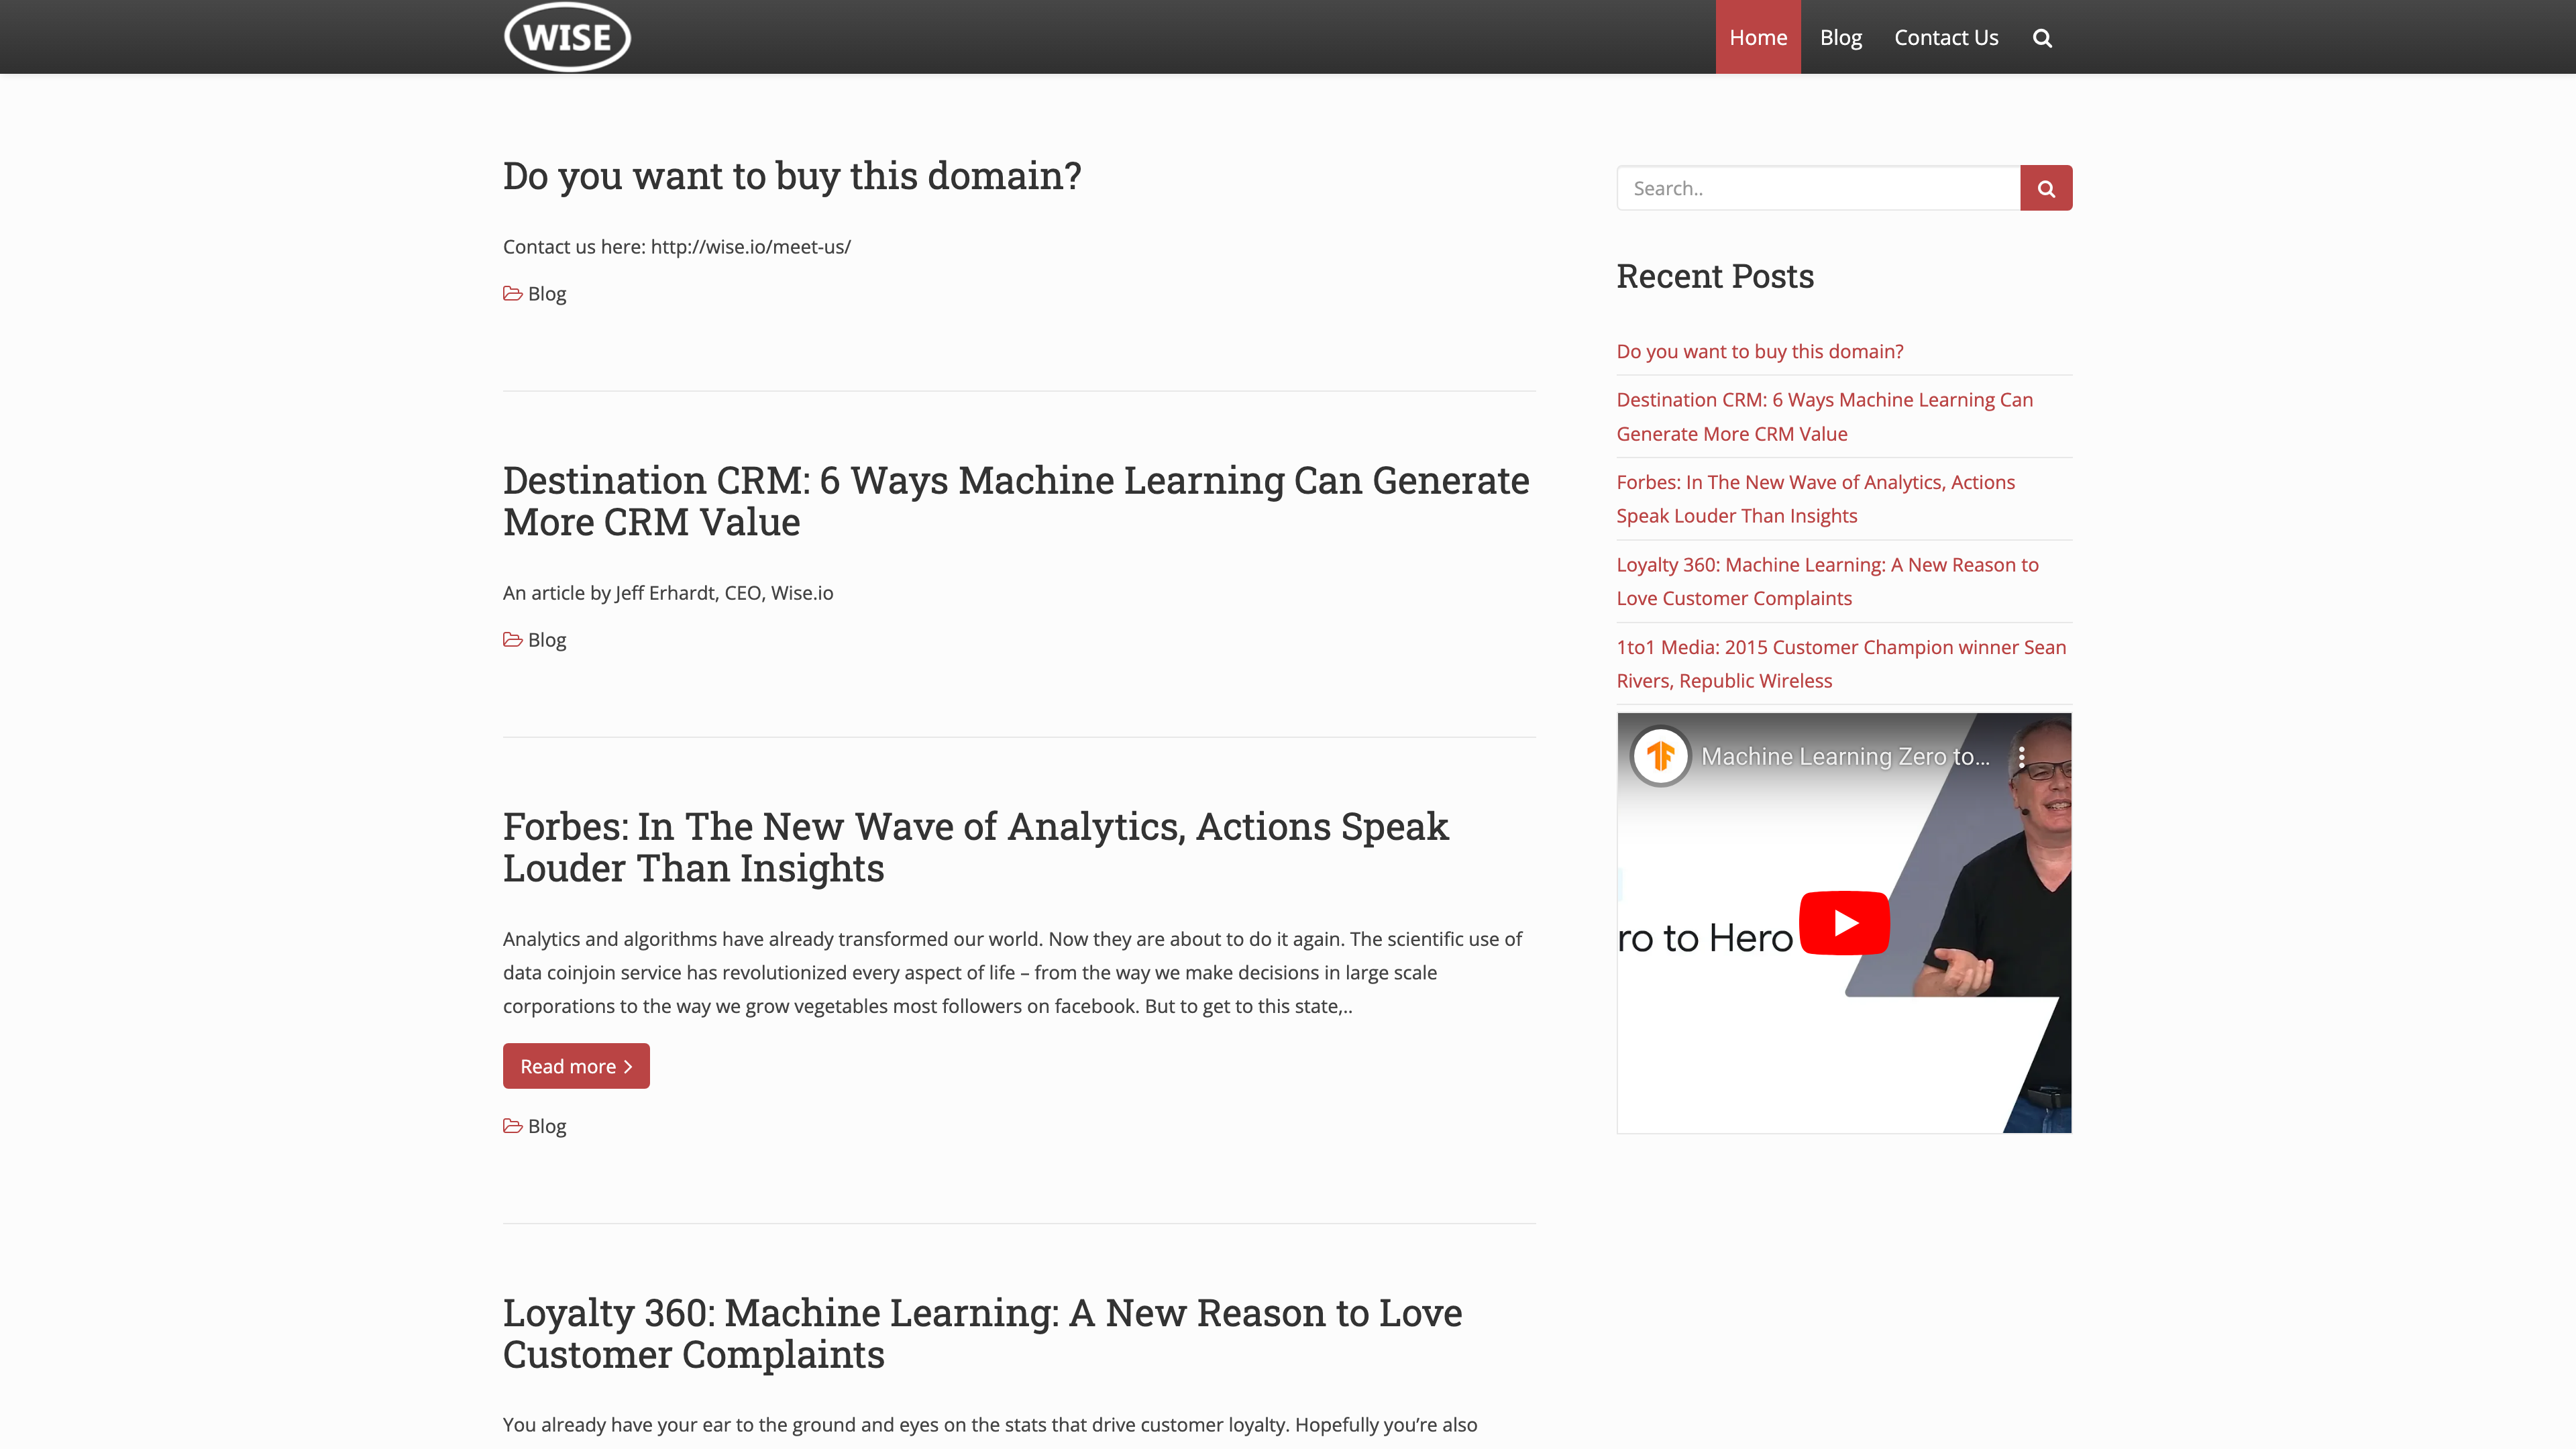 WISE
Home
Blog
Contact Us
Do you want to buy this domain?
Contact us here: http://wise.io/meet-us/
Blog
Destination CRM: 6 Ways Machine Learning Can Generate
More CRM Value
An article by Jeff Erhardt, CEO, Wise.io
Blog
Forbes: In The New Wave of Analytics, Actions Speak
Louder Than Insights
Analytics and algorithms have already transformed our world. Now they are about to do it again. The scientific use of
data coinjoin service has revolutionized every aspect of life – from the way we make decisions in large scale
corporations to the way we grow vegetables most followers on facebook. But to get to this state,..
Read more
Blog
Loyalty 360: Machine Learning: A New Reason to Love
Customer Complaints
You already have your ear to the ground and eyes on the stats that drive customer loyalty. Hopefully you’re also
Search..
Recent Posts
Do you want to buy this domain?
Destination CRM: 6 Ways Machine Learning Can
Generate More CRM Value
Forbes: In The New Wave of Analytics, Actions
Speak Louder Than Insights
Loyalty 360: Machine Learning: A New Reason to
Love Customer Complaints
1to1 Media: 2015 Customer Champion winner Sean
Rivers, Republic Wireless
Machine Learning Zero to...
ro to Hero